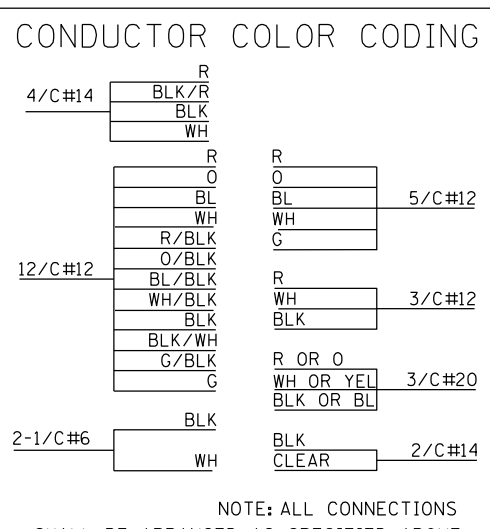 CONDUCTOR COLOR CODING
4/C#14
R
BLK/R
BLK
WH
12/C#12
R
O
BL
WH
R/BLK
O/BLK
BL/BLK
WH/BLK
BLK
BLK/WH
G/BLK
G
2-1/C#6
BLK
WH
R
O
BL
WH
G
5/C#12
R
WH
BLK
3/C#12
R OR O
WH OR YEL
BLK OR BL
3/C#20
BLK
CLEAR
2/C#14
NOTE: ALL CONNECTIONS